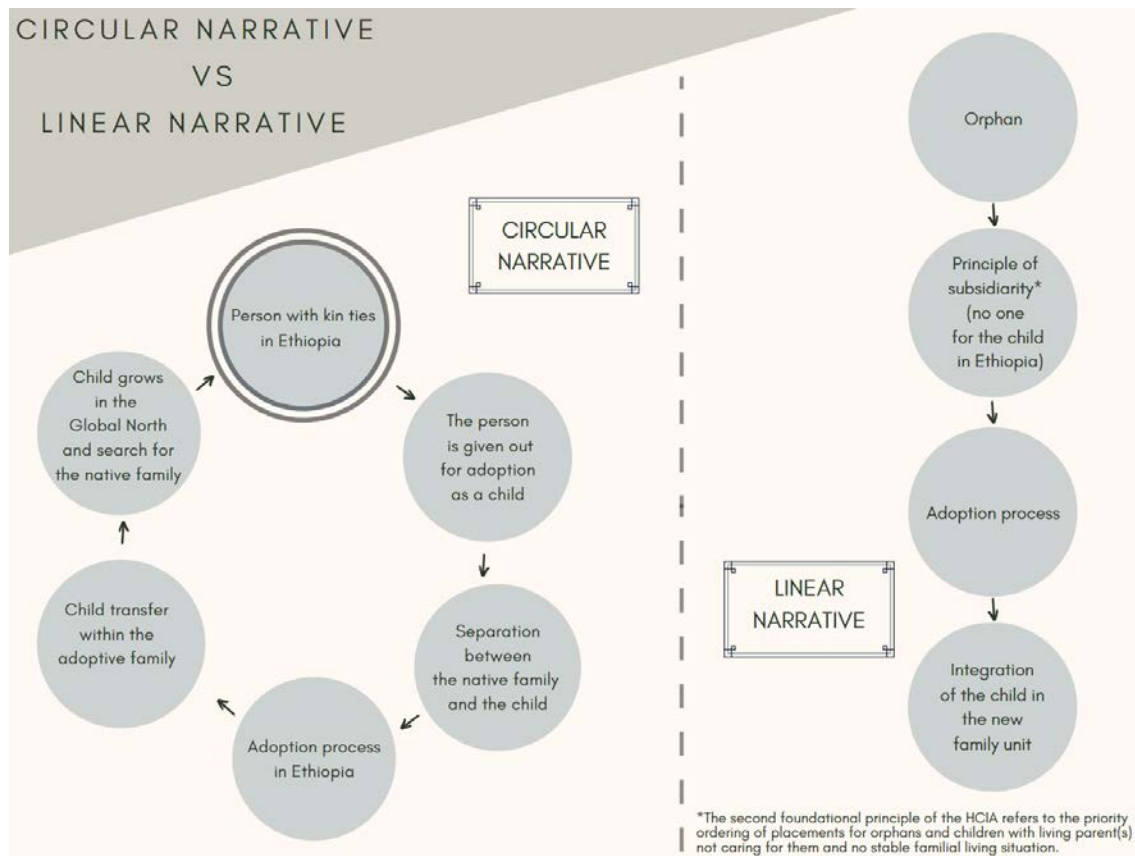 CIRCULAR NARRATIVE
VS
LINEAR NARRATIVE
CIRCULAR
NARRATIVE
Person with kin ties
in Ethiopia
The person
is given out
for adoption
as a child
Separation
between
the native family
and the child
Adoption process
in Ethiopia
Child transfer
within the
adoptive family
Child grows
in the
Global North
and search for
the native family
LINEAR
NARRATIVE
Orphan
Principle of
subsidiarity*
(no one
for the child
in Ethiopia)
Adoption process
Integration
of the child in
the new
family unit
*The second foundational principle of the HCIA refers to the priority
ordering of placements for orphans and children with living parent(s)
not caring for them and no stable familial living situation.